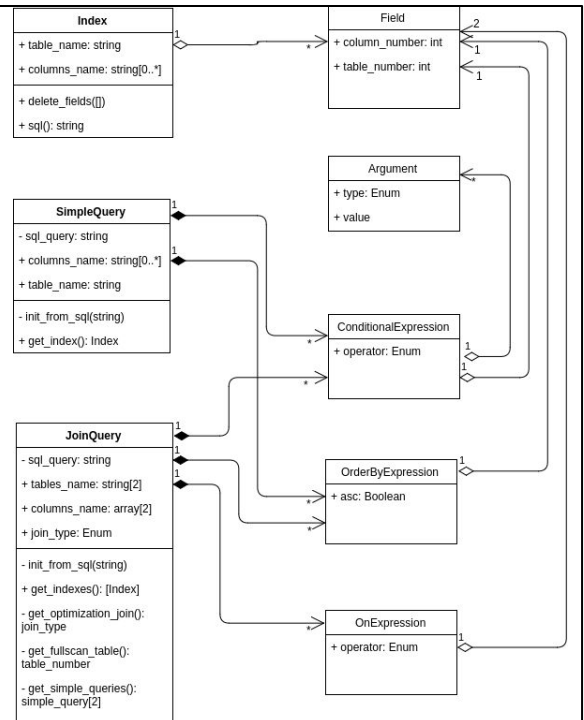 Index
+ table_name: string
+ columns_name: string[0..*]
+ delete_fields([])
+ sql(): string
1
*
Field
+ column_number: int
+ table_number: int
2
1
1
Argument
+ type: Enum
+ value
*
SimpleQuery
- sql_query: string
+ columns_name: string[0..*]
+ table_name: string
- init_from_sql(string)
+ get_index(): Index
1
1
ConditionalExpression
+ operator: Enum
*
*
1
1
JoinQuery
- sql_query: string
+ tables_name: string[2]
+ columns_name: array[2]
+ join_type: Enum
- init_from_sql(string)
+ get_indexes(): [Index]
- get_optimization_join():
join_type
- get_fullscan_table():
table_number
- get_simple_queries():
simple_query[2]
1
1
1
OrderByExpression
+ asc: Boolean
*
*
1
OnExpression
+ operator: Enum
*
1